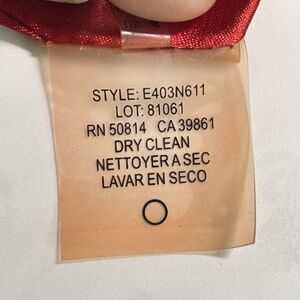 STYLE: E403N611
LOT: 81061
RN 50814 CA 39861
DRY CLEAN
NETTOYER A SEC
LAVAR EN SECO